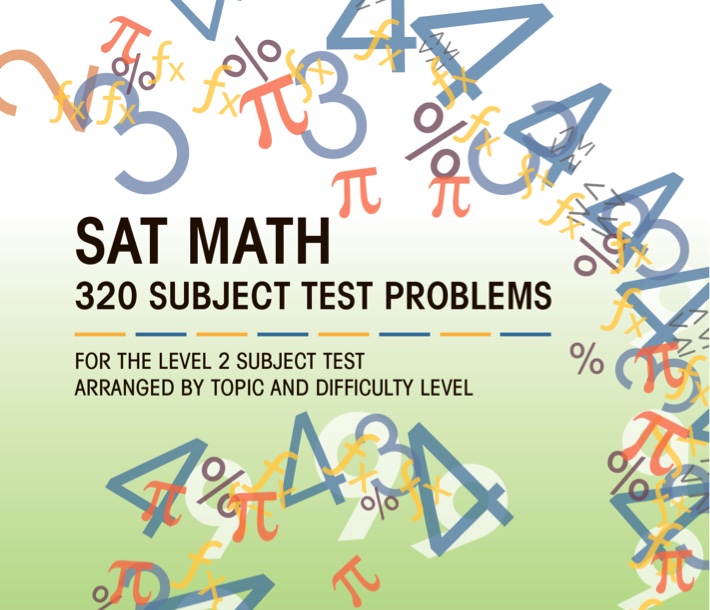 SAT MATH
320 SUBJECT TEST PROBLEMS
FOR THE LEVEL 2 SUBJECT TEST
ARRANGED BY TOPIC AND DIFFICULTY LEVEL